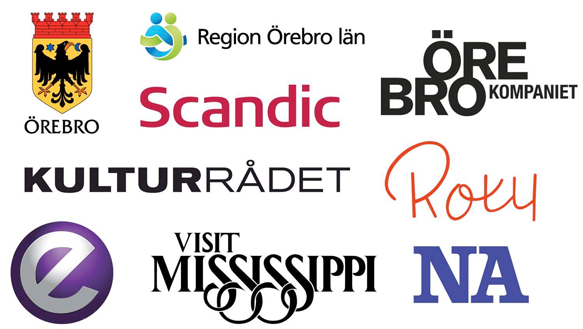 ÖREBRO
Region Örebro län
Scandic
ÖRE
BRO KOMPANIET
KULTURRÅDET
Roxy
e
VISIT
MISSISSIPPI
NA